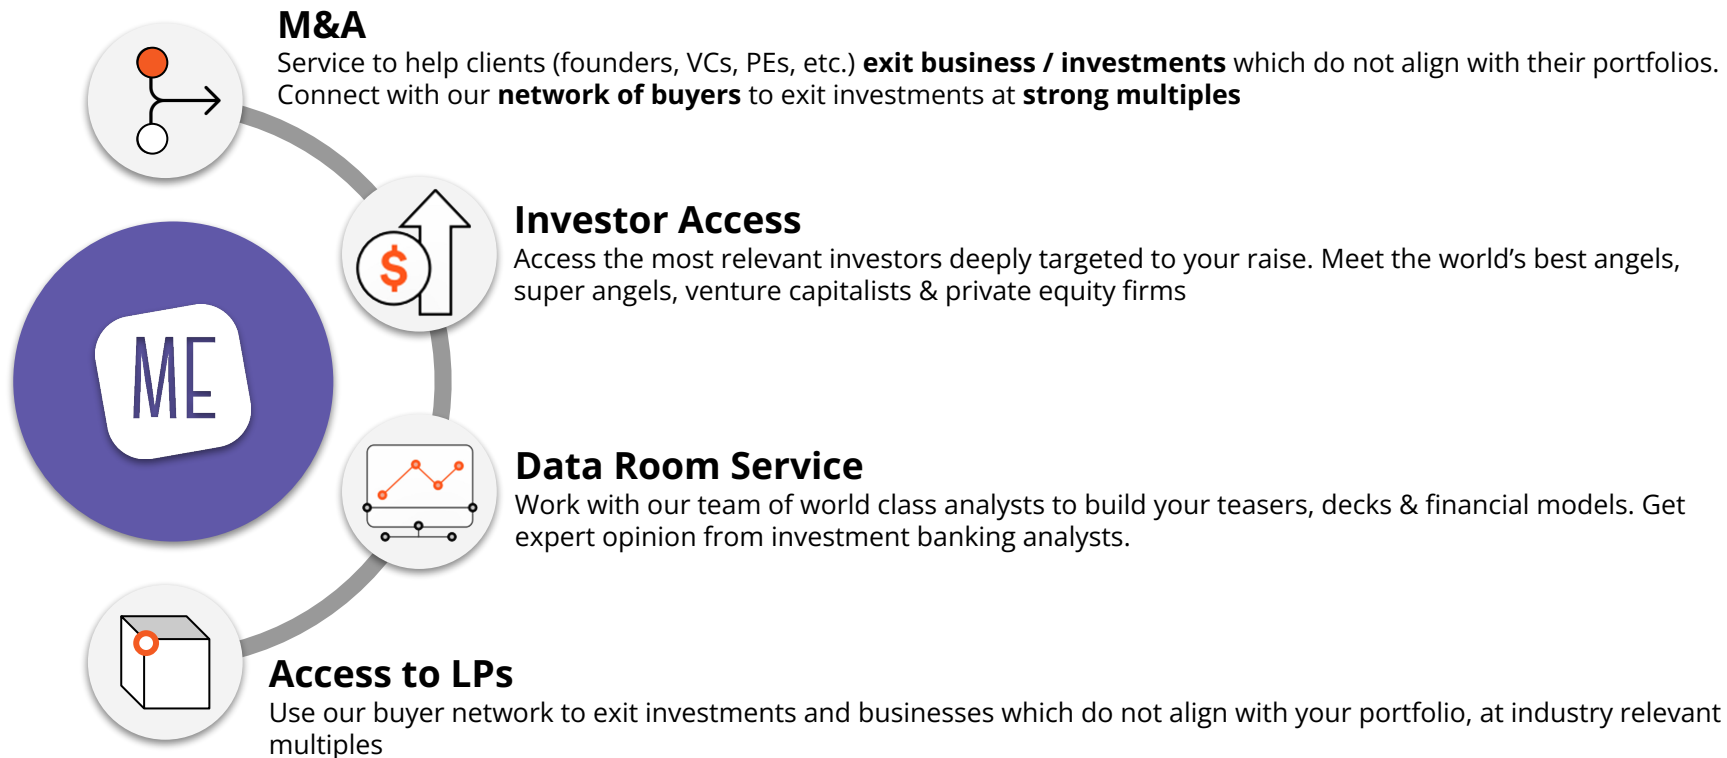 M&A
Service to help clients (founders, VCs, PEs, etc.) exit business / investments which do not align with their portfolios.
Connect with our network of buyers to exit investments at strong multiples
Investor Access
Access the most relevant investors deeply targeted to your raise. Meet the world’s best angels,
super angels, venture capitalists & private equity firms
$
ME
Data Room Service
Work with our team of world class analysts to build your teasers, decks & financial models. Get
expert opinion from investment banking analysts.
Access to LPs
Use our buyer network to exit investments and businesses which do not align with your portfolio, at industry relevant
multiples